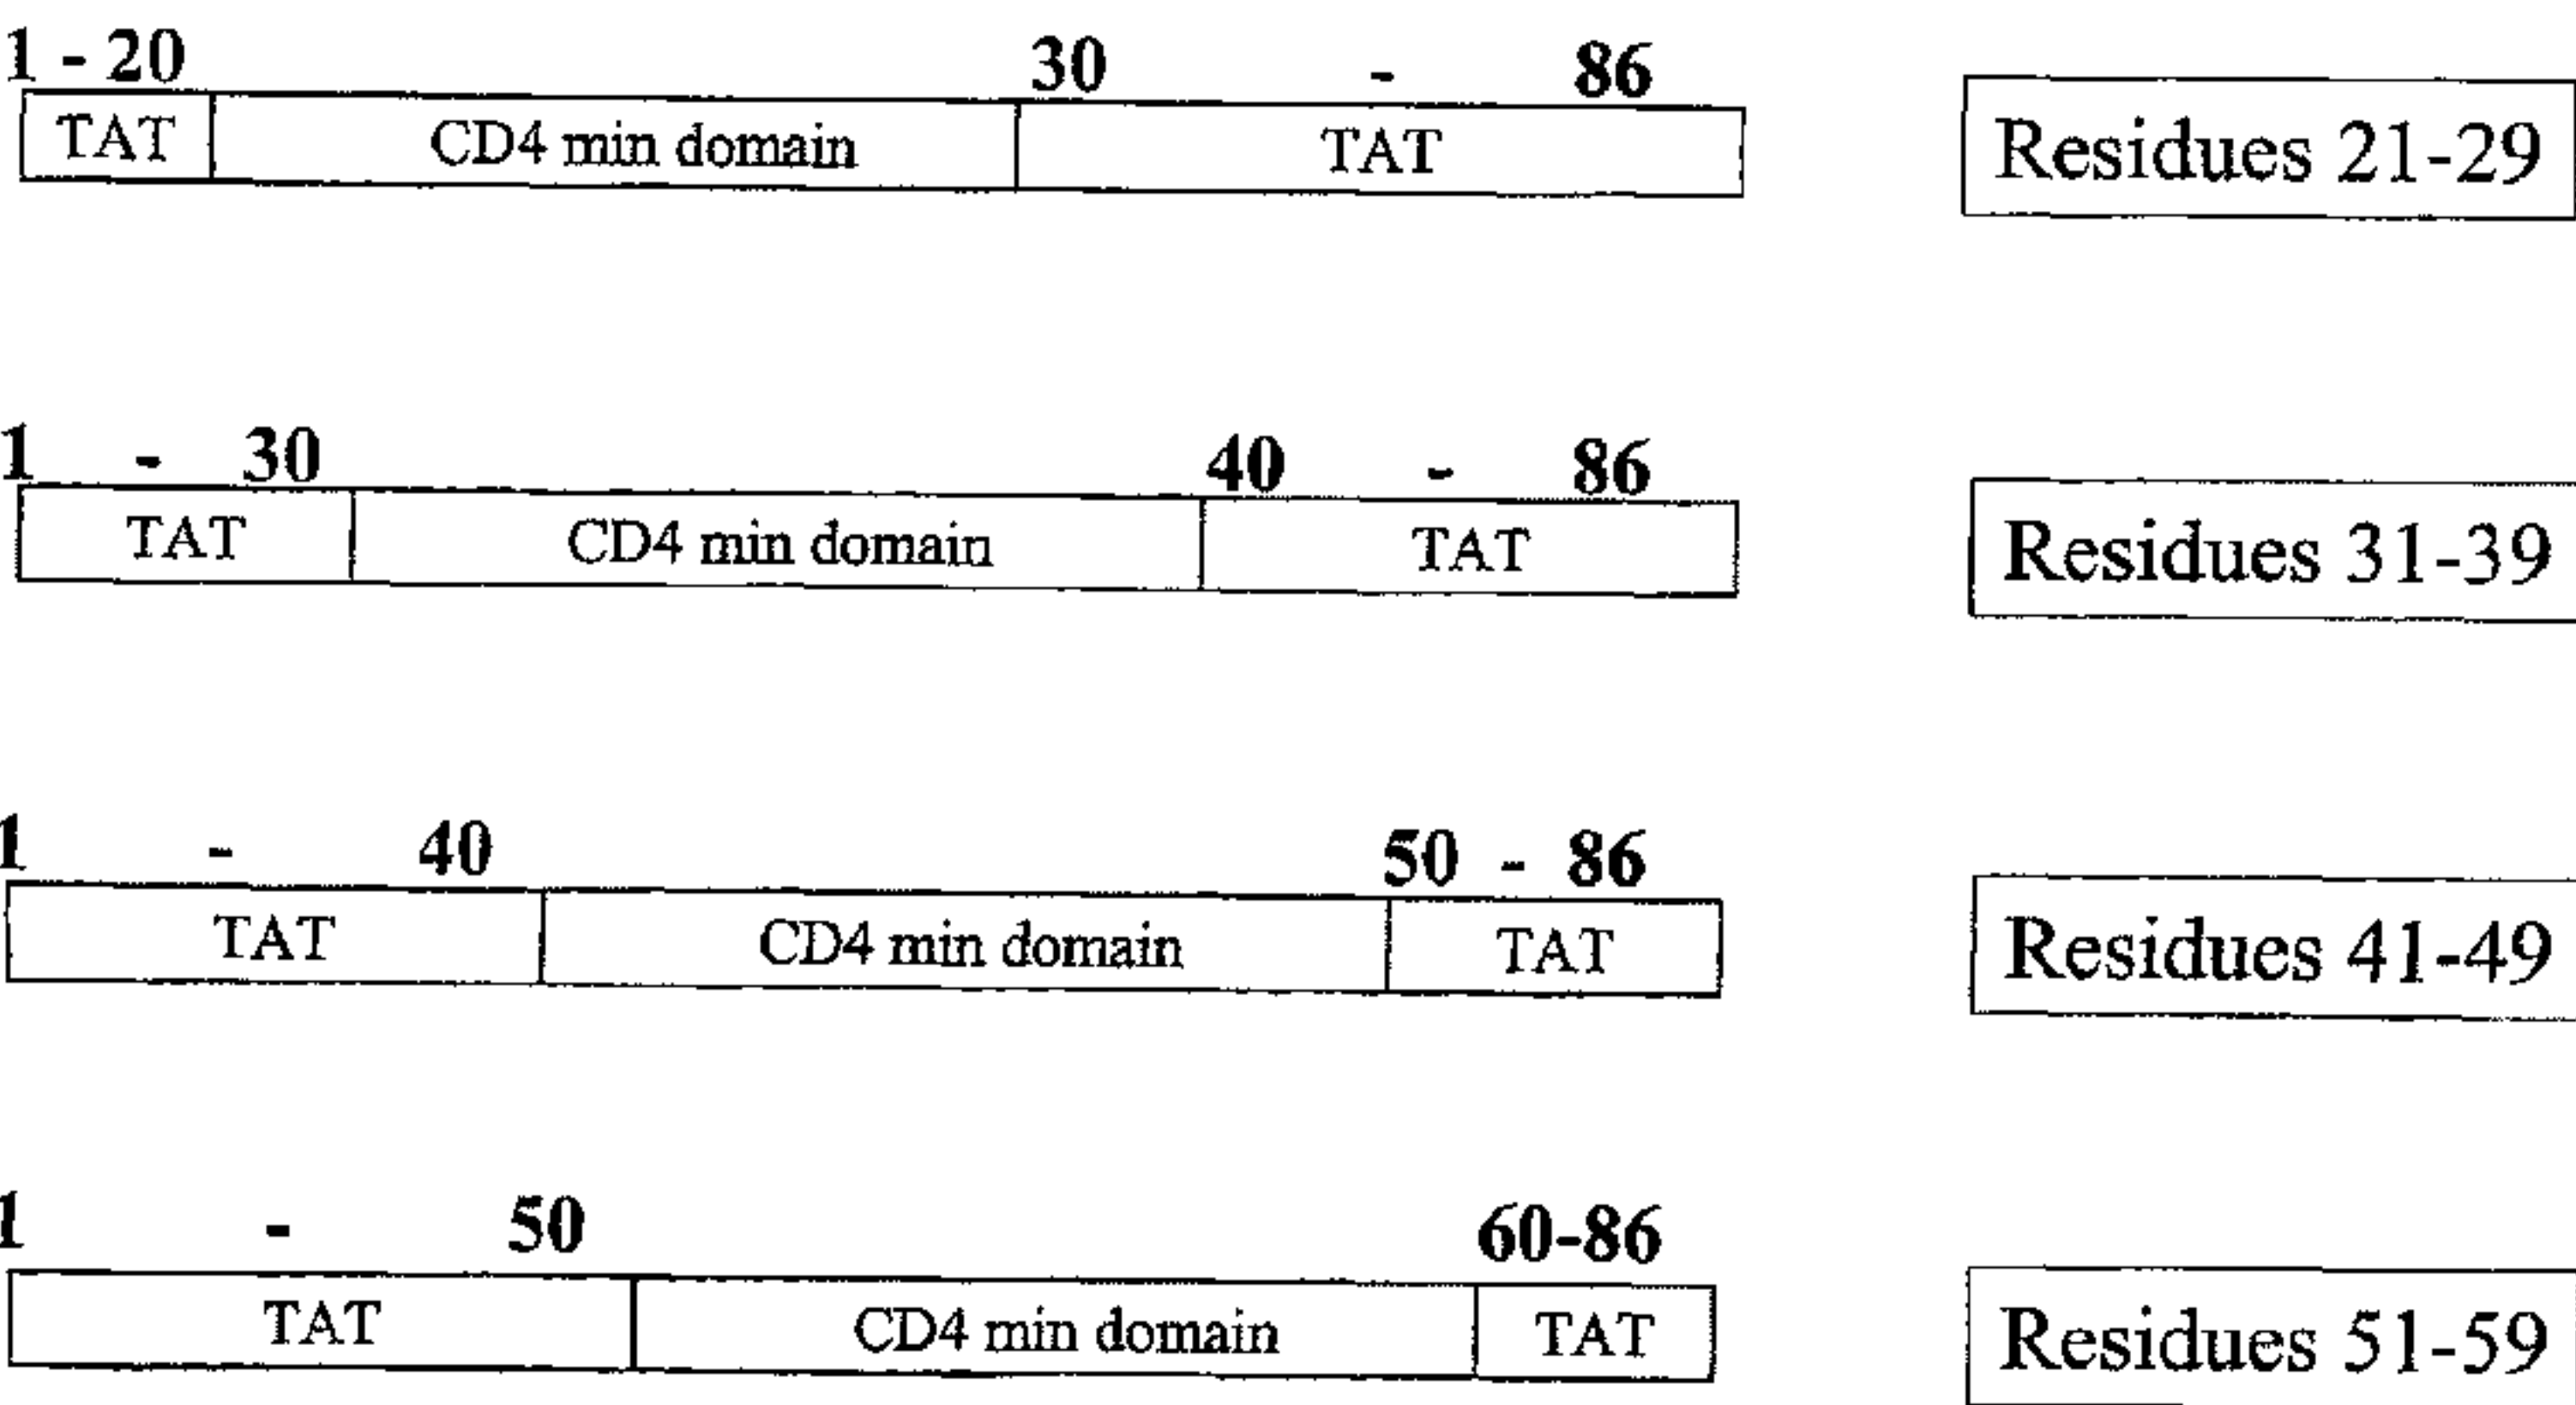 1 - 20 30 - 86
TAT CD4 min domain TAT Residues 21-29
1 - 30 40 - 86
TAT CD4 min domain TAT Residues 31-39
1 - 40 50 - 86
TAT CD4 min domain TAT Residues 41-49
1 - 50 60-86
TAT CD4 min domain TAT Residues 51-59